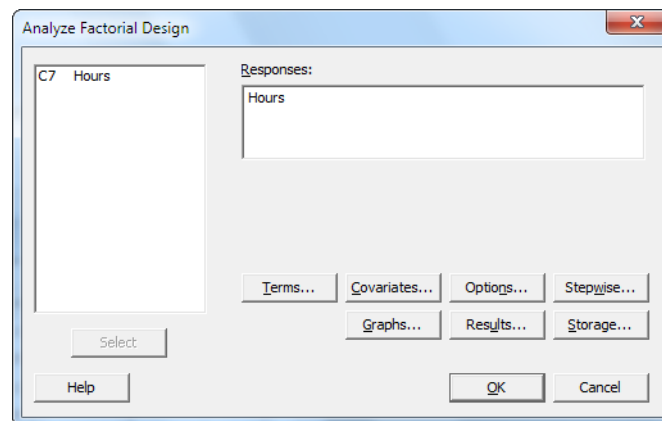 Analyze Factorial Design
C7 Hours
Responses:
Hours
Terms...
Covariates...
Options...
Stepwise...
Graphs...
Results...
Storage...
Select
Help
OK
Cancel